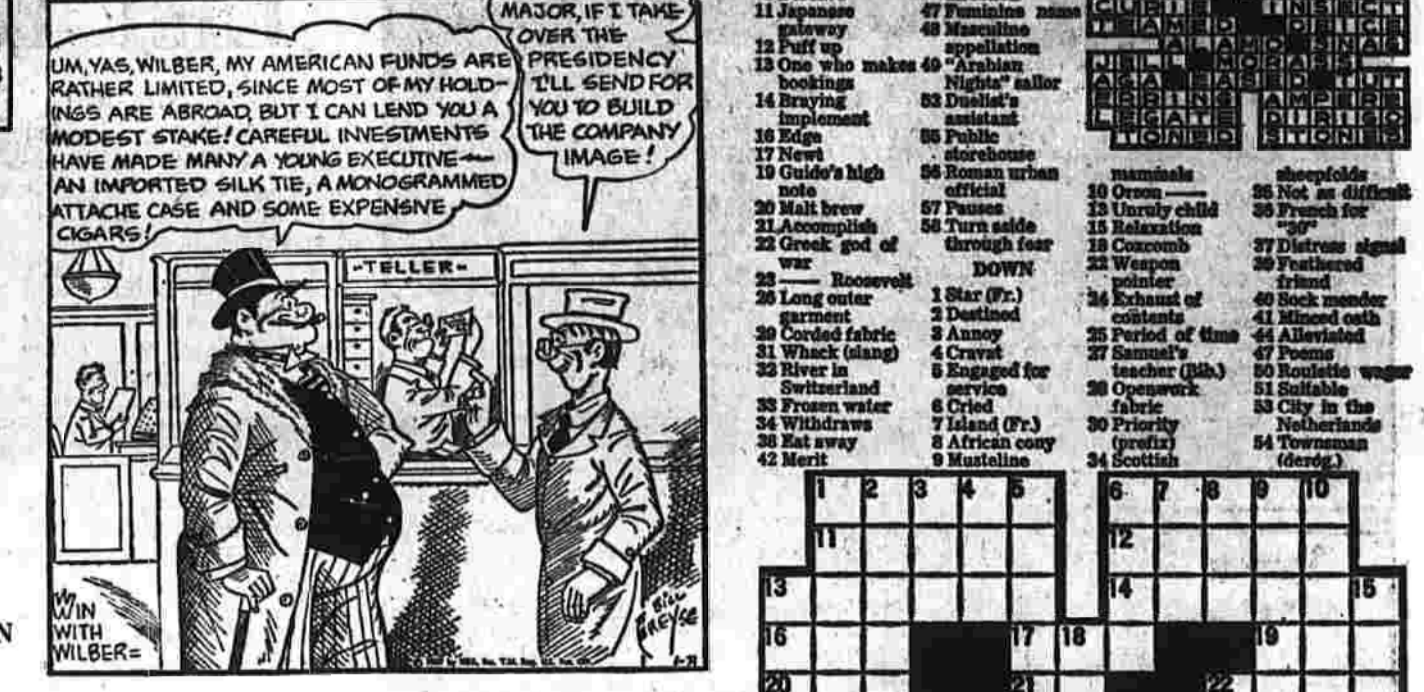 MAJOR, IF I TAKE
OVER THE
PRESIDENCY
I'LL SEND FOR
YOU TO BUILD
THE COMPANY
IMAGE!
UM, YAS, WILBER, MY AMERICAN FUNDS ARE
RATHER LIMITED, SINCE MOST OF MY HOLD-
INGS ARE ABROAD, BUT I CAN LEND YOU A
MODEST STAKE! CAREFUL INVESTMENTS
HAVE MADE MANY A YOUNG EXECUTIVE—
AN IMPORTED SILK TIE, A MONOGRAMMED
ATTACHE CASE AND SOME EXPENSIVE
CIGARS!
-TELLER-
WIN
WITH
WILBER=
N
11 Japanese
gateway
12 Puff up
13 One who makes
bookings
14 Braying
implement
16 Edge
17 Newt
19 Guido's high
note
20 Malt brew
21 Accomplish
22 Greek god of
war
23 —— Roosevelt
26 Long outer
garment
29 Corded fabric
31 Whack (slang)
32 River in
Switzerland
33 Frozen water
34 Withdraws
38 Eat away
42 Merit
47 Feminine name
48 Masculine
appellation
49 "Arabian
Nights" sailor
53 Duelist's
assistant
55 Public
storehouse
56 Roman urban
official
57 Pauses
58 Turn aside
through fear
DOWN
1 Star (Fr.)
2 Destined
3 Annoy
4 Cravat
5 Engaged for
service
6 Cried
7 Island (Fr.)
8 African cony
9 Musteline
mammals
10 Orson ——
13 Unruly child
15 Relaxation
18 Coxcomb
22 Weapon
pointer
24 Exhaust of
contents
25 Period of time
27 Samuel's
teacher (Bib.)
28 Openwork
fabric
30 Priority
(prefix)
34 Scottish
sheepfolds
35 Not as difficult
36 French for
"30"
37 Distress signal
39 Feathered
friend
40 Sock mender
41 Minced oath
44 Alleviated
47 Poems
50 Roulette wager
51 Suitable
53 City in the
Netherlands
54 Townsman
(derog.)
CURIE INSECT
TEAMED
ALAMO SNAG
JELL MORASS
AGA EASED TUT
ERRING AMPERE
LEGATE DIRIGO
TONED STONES
1 2 3 4 5 6 7 8 9 10
11 12
13 14 15
16 17 18 19
20 21 22